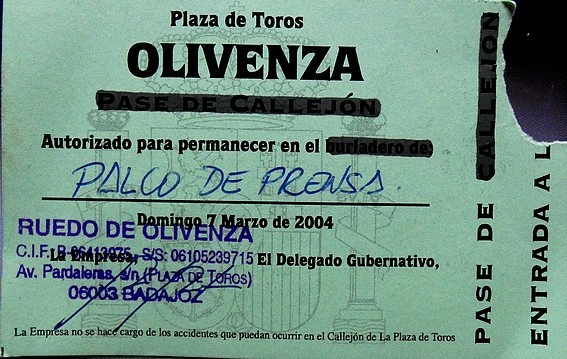 Plaza de Toros
OLIVENZA
PASE DE CALLEJÓN
Autorizado para permanecer en el burladero de:
PALCO DE PRENSA.
Domingo 7 Marzo de 2004
RUEDO DE OLIVENZA
C.I.F. B-06413975, S/S: 06105239715
La Empresa, El Delegado Gubernativo,
Av. Pardaleras, s/n (PLAZA DE TOROS)
06003 BADAJOZ
La Empresa no se hace cargo de los accidentes que puedan ocurrir en el Callejón de La Plaza de Toros
PASE DE CALLEJÓN
ENTRADA A L